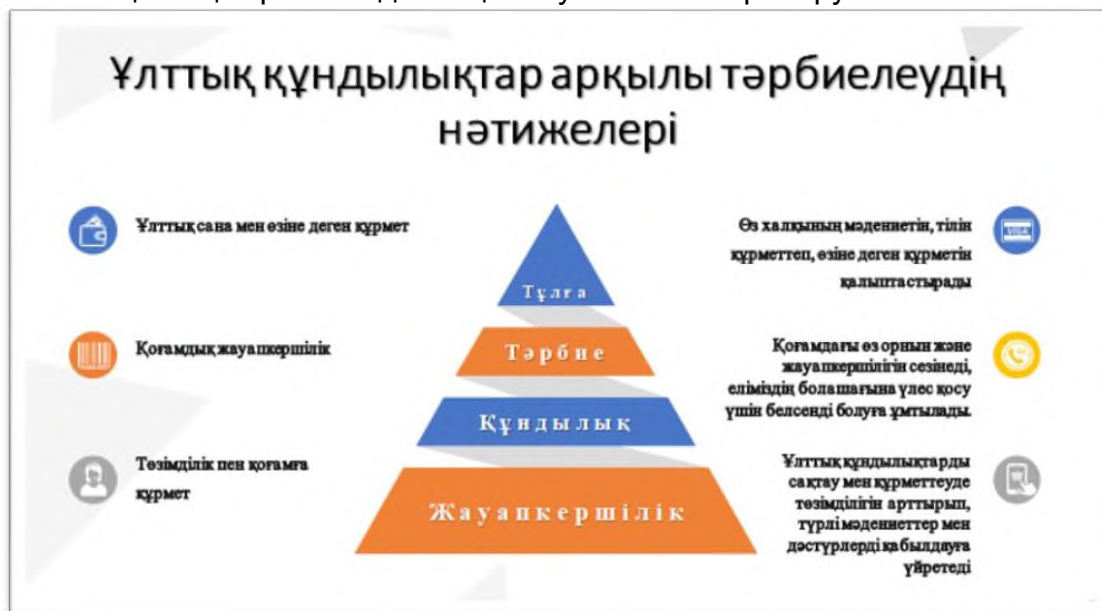 Ұлттық құндылықтар арқылы тәрбиелеудің
нәтижелері
Ұлттық сана мен өзіне деген құрмет
Қоғамдық жауапкершілік
Төзімділік пен қоғамға
құрмет
Тұлға
Тәрбие
Құндылық
Жауапкершілік
Өз халқының мәдениетін, тілін
құрметтеп, өзіне деген құрметін
қалыптастырады
VISA
Қоғамдағы өз орнын және
жауапкершілігін сезінеді,
еліміздің болашағына үлес қосу
үшін белсенді болуға ұмтылады.
Ұлттық құндылықтарды
сақтау мен құрметтеуде
төзімділігін арттырып,
түрлі мәдениеттер мен
дәстүрлерді қабылдауға
үйретеді